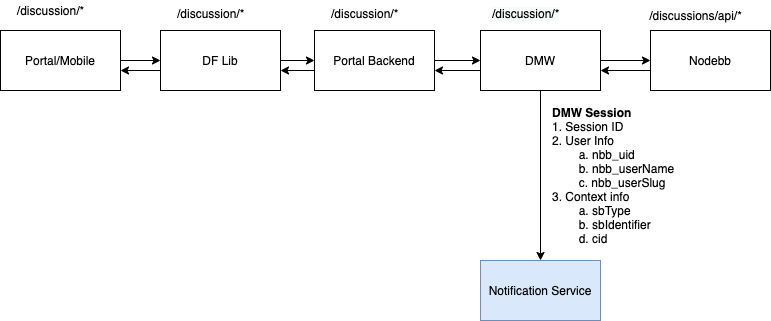 /discussion/*
/discussion/*
/discussion/*
/discussion/*
/discussions/api/*
Portal/Mobile
DF Lib
Portal Backend
DMW
Nodebb
DMW Session
1. Session ID
2. User Info
a. nbb_uid
b. nbb_userName
c. nbb_userSlug
3. Context info
a. sbType
b. sbIdentifier
d. cid
Notification Service